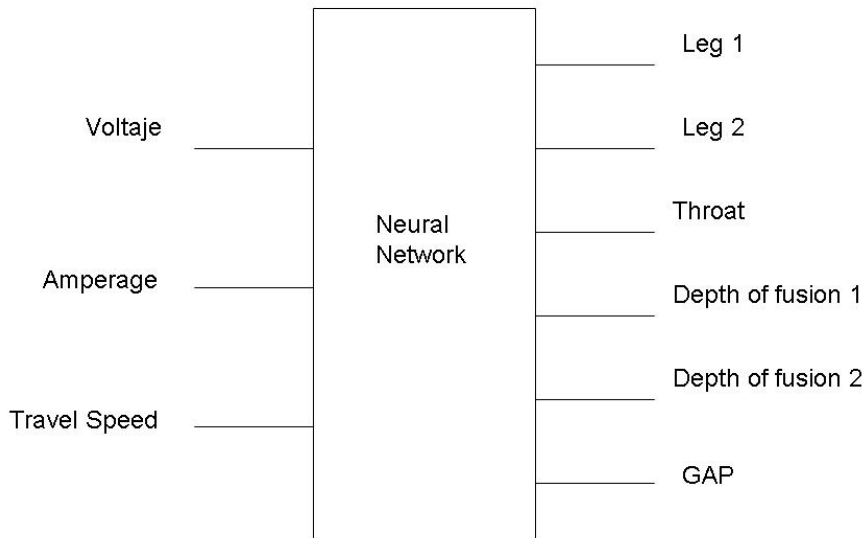 Voltaje
Amperage
Travel Speed
Neural
Network
Leg 1
Leg 2
Throat
Depth of fusion 1
Depth of fusion 2
GAP